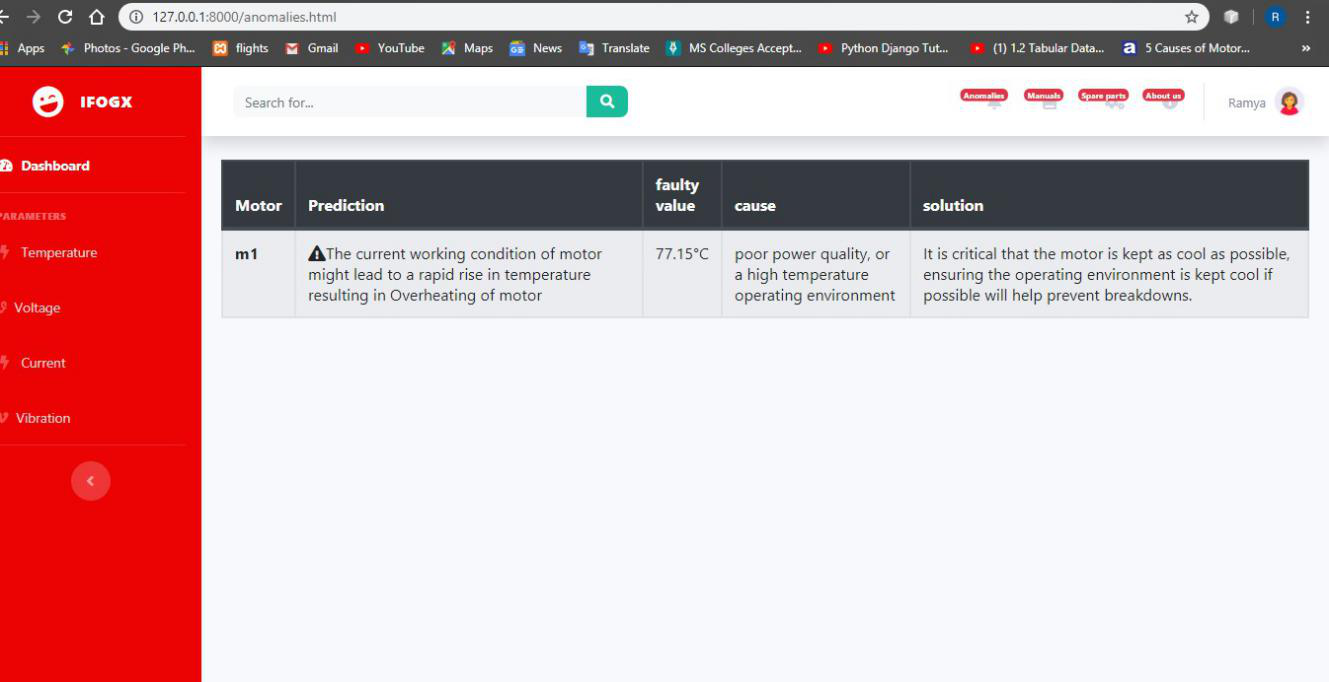 127.0.0.1:8000/anomalies.html
R
Apps Photos - Google Ph... flights Gmail YouTube Maps News Translate MS Colleges Accept... Python Django Tut... (1) 1.2 Tabular Data... a 5 Causes of Motor... »
IFOGX
Search for...
Anomalies Manuals Spare parts About us
Ramya
Dashboard
PARAMETERS
Temperature
Voltage
Current
Vibration
Motor Prediction faulty value cause solution
m1
The current working condition of motor
might lead to a rapid rise in temperature
resulting in Overheating of motor
77.15°C
poor power quality, or
a high temperature
operating environment
It is critical that the motor is kept as cool as possible,
ensuring the operating environment is kept cool if
possible will help prevent breakdowns.